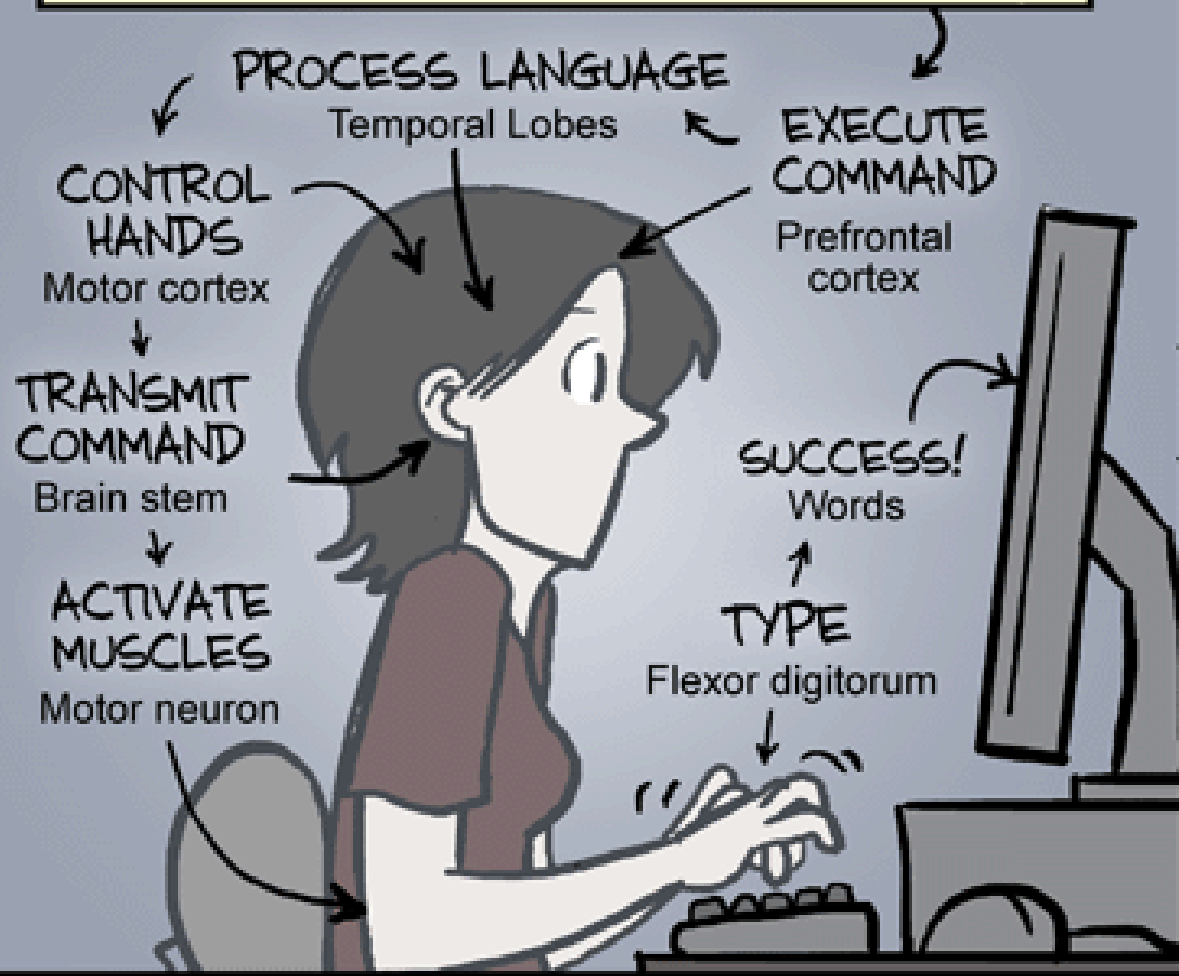 EXECUTE
COMMAND
Prefrontal
cortex
PROCESS LANGUAGE
Temporal Lobes
CONTROL
HANDS
Motor cortex
TRANSMIT
COMMAND
Brain stem
ACTIVATE
MUSCLES
Motor neuron
TYPE
Flexor digitorum
SUCCESS!
Words